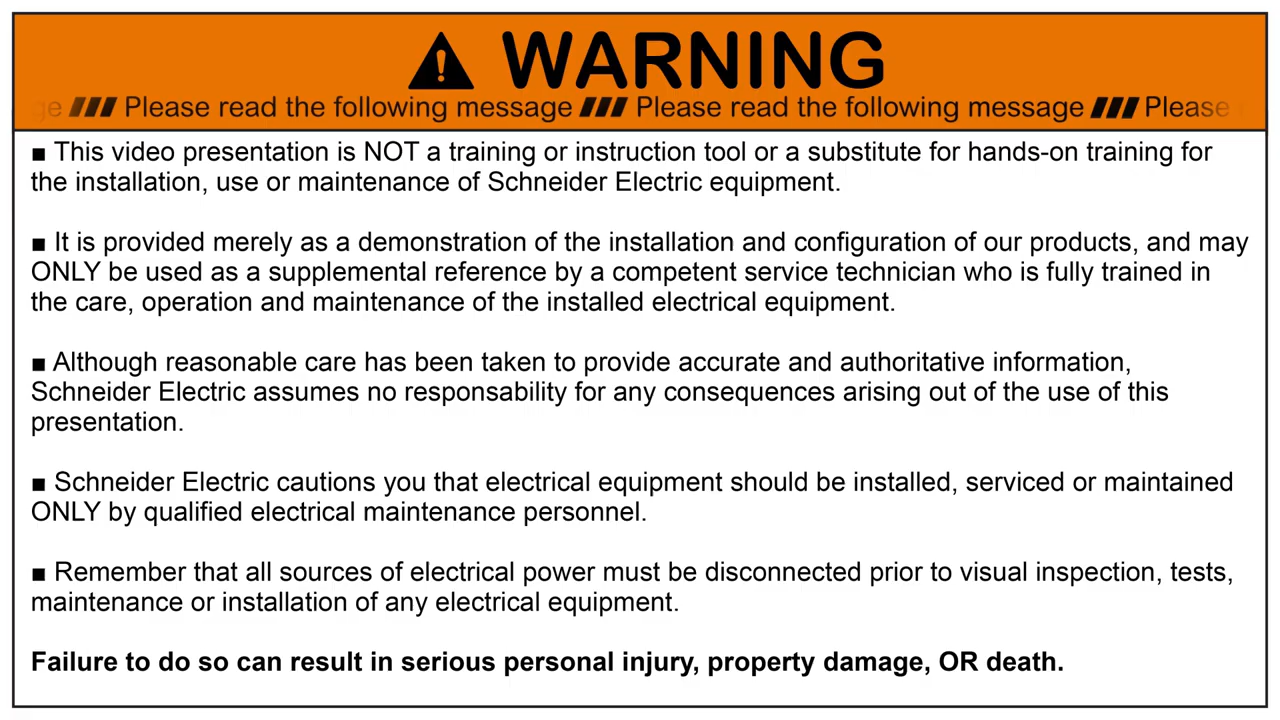 WARNING
ge /// Please read the following message /// Please read the following message /// Please
■ This video presentation is NOT a training or instruction tool or a substitute for hands-on training for
the installation, use or maintenance of Schneider Electric equipment.
■ It is provided merely as a demonstration of the installation and configuration of our products, and may
ONLY be used as a supplemental reference by a competent service technician who is fully trained in
the care, operation and maintenance of the installed electrical equipment.
■ Although reasonable care has been taken to provide accurate and authoritative information,
Schneider Electric assumes no responsability for any consequences arising out of the use of this
presentation.
■ Schneider Electric cautions you that electrical equipment should be installed, serviced or maintained
ONLY by qualified electrical maintenance personnel.
■ Remember that all sources of electrical power must be disconnected prior to visual inspection, tests,
maintenance or installation of any electrical equipment.
Failure to do so can result in serious personal injury, property damage, OR death.